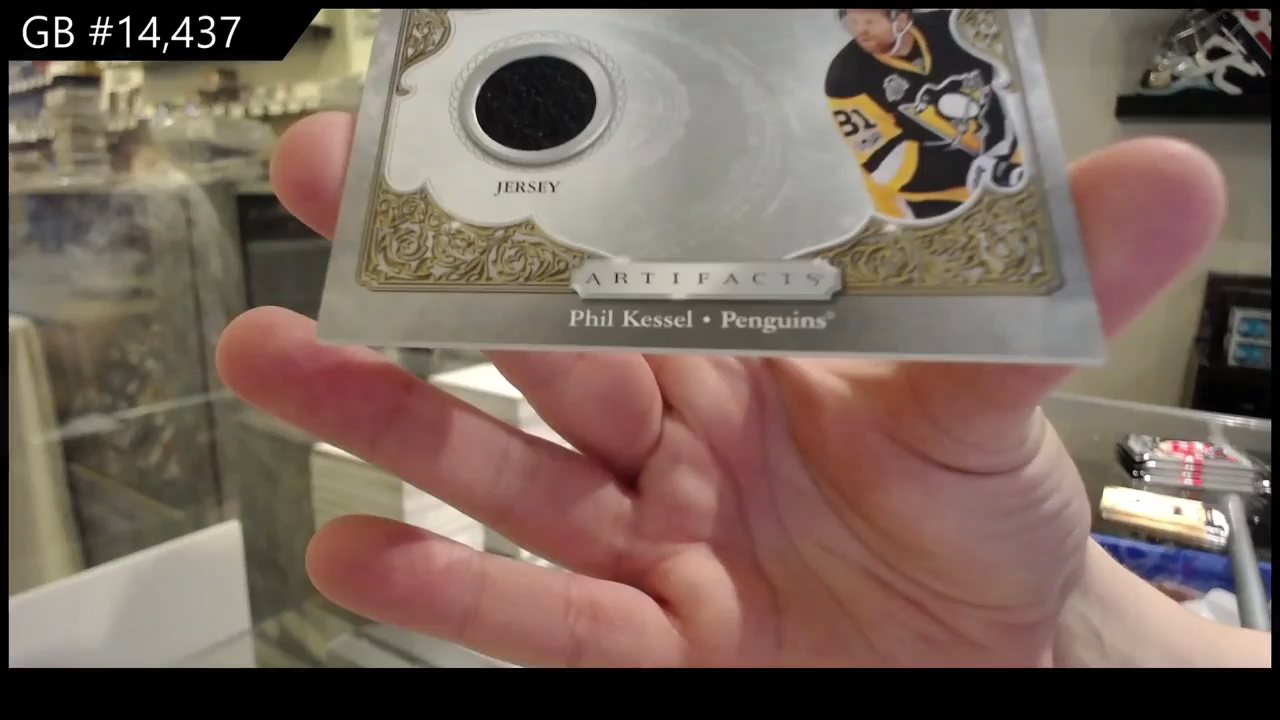 GB #14,437
81
JERSEY
ARTIFACTS
Phil Kessel • Penguins®